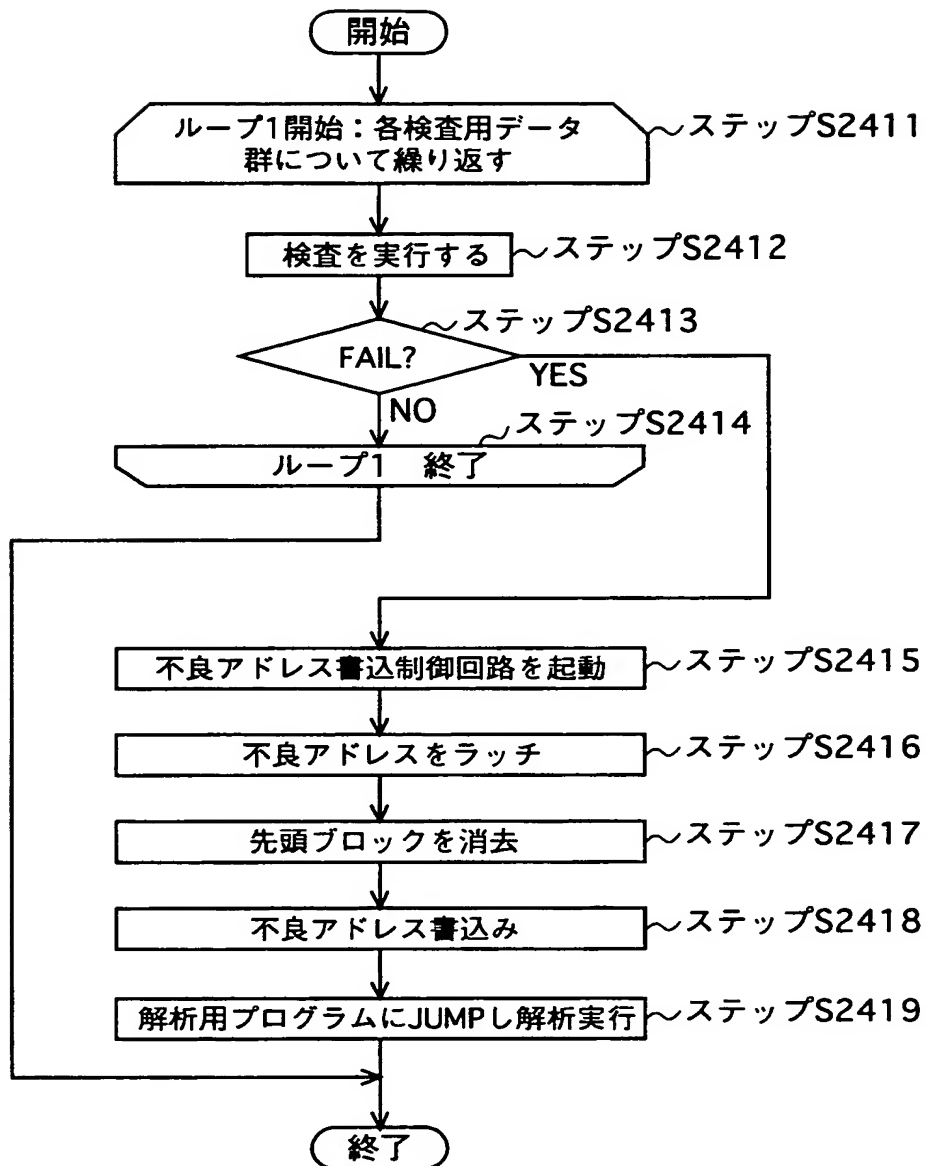 開始
ループ1開始：各検査用データ
群について繰り返す
ステップS2411
検査を実行する
ステップS2412
ステップS2413
FAIL?
YES
NO
ステップS2414
ループ1 終了
不良アドレス書込制御回路を起動
ステップS2415
不良アドレスをラッチ
ステップS2416
先頭ブロックを消去
ステップS2417
不良アドレス書込み
ステップS2418
解析用プログラムにJUMPし解析実行
ステップS2419
終了